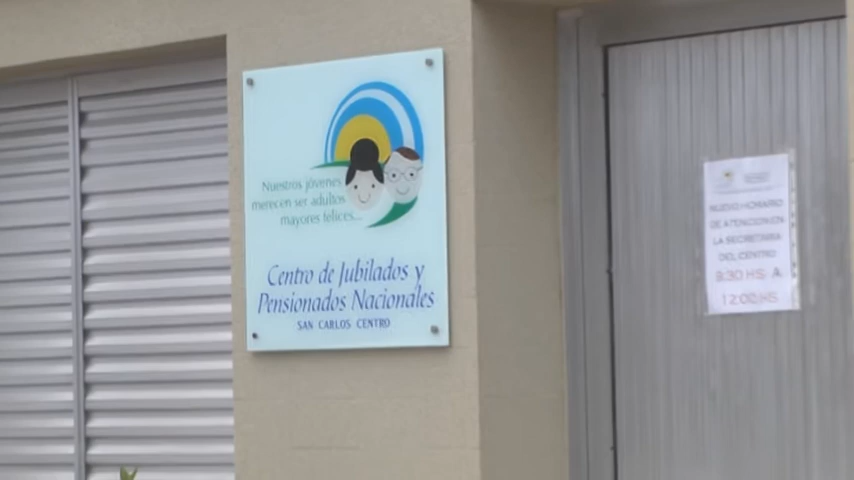 Nuestros jóvenes
merecen ser adultos
mayores felices...
Centro de Jubilados y
Pensionados Nacionales
SAN CARLOS CENTRO
NUEVO HORARIO
DE ATENCION EN
LA SECRETARIA
DEL CENTRO
8:30 HS A
12:00 HS